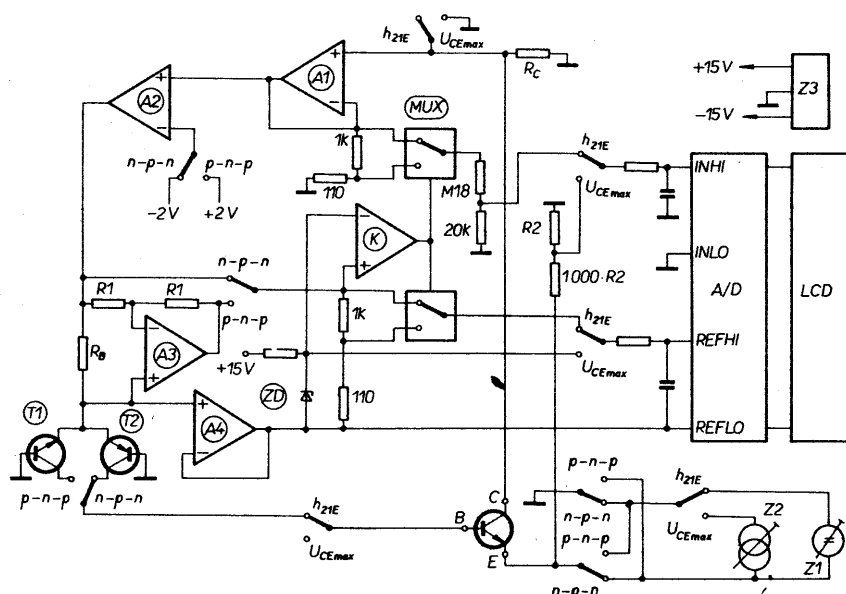 h21E
UCEmax
RC
+15V
-15V
Z3
A2
A1
MUX
1k
110
M18
20k
n-p-n
p-n-p
-2V
+2V
h21E
UCEmax
R2
1000·R2
INHI
INLO
A/D
REFHI
REFLO
LCD
K
n-p-n
R1
R1
p-n-p
RB
A3
+15V
ZD
1k
110
h21E
UCEmax
T1
T2
A4
p-n-p
n-p-n
h21E
UCEmax
B
C
E
p-n-p
n-p-n
p-n-p
n-p-n
h21E
UCEmax
Z2
Z1